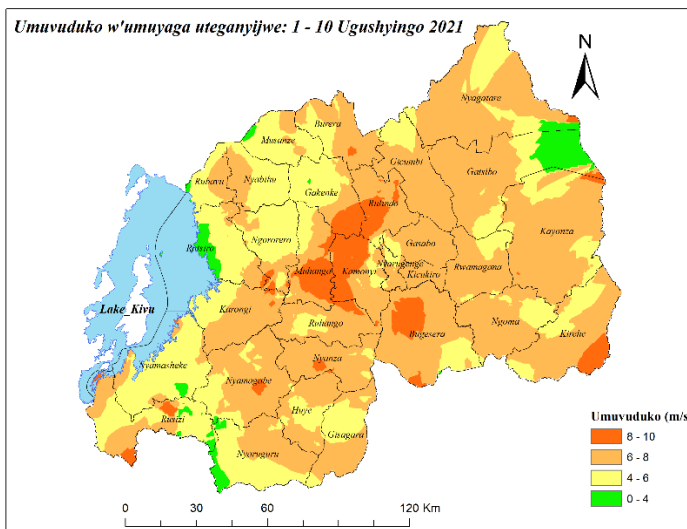 Umuvuduko w'umuyaga uteganyijwe: 1 - 10 Ugushyingo 2021
N
Nyagatare
Burera
Musanze
Gicumbi
Rubavu
Nyabihu
Gakenke
Gatsibo
Rulindo
Kayonza
Rutsiro
Ngororero
Gasabo
Nyarugenge
Rwamagana
Muhanga
Kamonyi
Kicukiro
Lake_Kivu
Karongi
Ruhango
Bugesera
Ngoma
Kirehe
Nyamasheke
Nyanza
Nyamagabe
Huye
Rusizi
Gisagara
Nyaruguru
Umuvuduko (m/s
8 - 10
6 - 8
4 - 6
0 - 4
0 30 60 120 Km